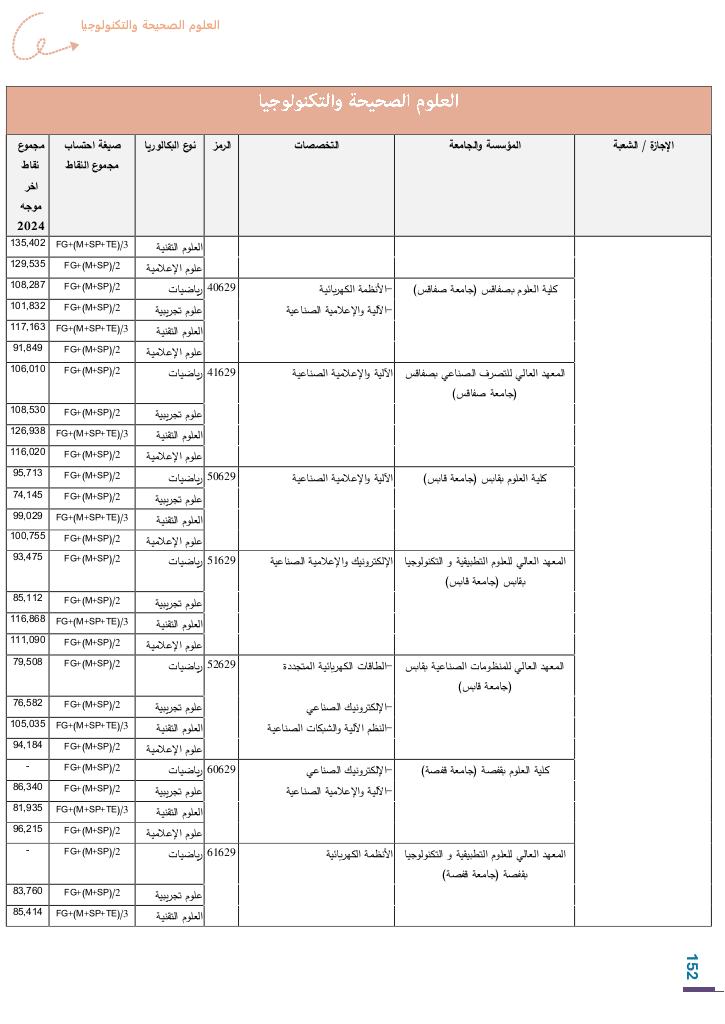 العلوم الصحيحة والتكنولوجيا
العلوم الصحيحة والتكنولوجيا
الإجازة / الشعبة المؤسسة والجامعة التخصصات الرمز نوع البكالوريا صيغة احتساب مجموع النقاط مجموع نقاط اخر موجه 2024
العلوم التقنية FG+(M+SP+TE)/3 135,402
علوم الإعلامية FG+(M+SP)/2 129,535
كلية العلوم بصفاقس (جامعة صفاقس) –الأنظمة الكهربائية 40629 رياضيات FG+(M+SP)/2 108,287
–الآلية والإعلامية الصناعية علوم تجريبية FG+(M+SP)/2 101,832
العلوم التقنية FG+(M+SP+TE)/3 117,163
علوم الإعلامية FG+(M+SP)/2 91,849
المعهد العالي للتصرف الصناعي بصفاقس الآلية والإعلامية الصناعية 41629 رياضيات FG+(M+SP)/2 106,010
(جامعة صفاقس)
علوم تجريبية FG+(M+SP)/2 108,530
العلوم التقنية FG+(M+SP+TE)/3 126,938
علوم الإعلامية FG+(M+SP)/2 116,020
كلية العلوم بقابس (جامعة قابس) الآلية والإعلامية الصناعية 50629 رياضيات FG+(M+SP)/2 95,713
علوم تجريبية FG+(M+SP)/2 74,145
العلوم التقنية FG+(M+SP+TE)/3 99,029
علوم الإعلامية FG+(M+SP)/2 100,755
المعهد العالي للعلوم التطبيقية و التكنولوجيا الإلكترونيك والإعلامية الصناعية 51629 رياضيات FG+(M+SP)/2 93,475
بقابس (جامعة قابس)
علوم تجريبية FG+(M+SP)/2 85,112
العلوم التقنية FG+(M+SP+TE)/3 116,868
علوم الإعلامية FG+(M+SP)/2 111,090
المعهد العالي للمنظومات الصناعية بقابس –الطاقات الكهربائية المتجددة 52629 رياضيات FG+(M+SP)/2 79,508
(جامعة قابس)
–الإلكترونيك الصناعي علوم تجريبية FG+(M+SP)/2 76,582
–النظم الآلية والشبكات الصناعية العلوم التقنية FG+(M+SP+TE)/3 105,035
علوم الإعلامية FG+(M+SP)/2 94,184
كلية العلوم بقفصة (جامعة قفصة) –الإلكترونيك الصناعي 60629 رياضيات FG+(M+SP)/2 -
–الآلية والإعلامية الصناعية علوم تجريبية FG+(M+SP)/2 86,340
العلوم التقنية FG+(M+SP+TE)/3 81,935
علوم الإعلامية FG+(M+SP)/2 96,215
المعهد العالي للعلوم التطبيقية و التكنولوجيا الأنظمة الكهربائية 61629 رياضيات FG+(M+SP)/2 -
بقفصة (جامعة قفصة)
علوم تجريبية FG+(M+SP)/2 83,760
العلوم التقنية FG+(M+SP+TE)/3 85,414
152